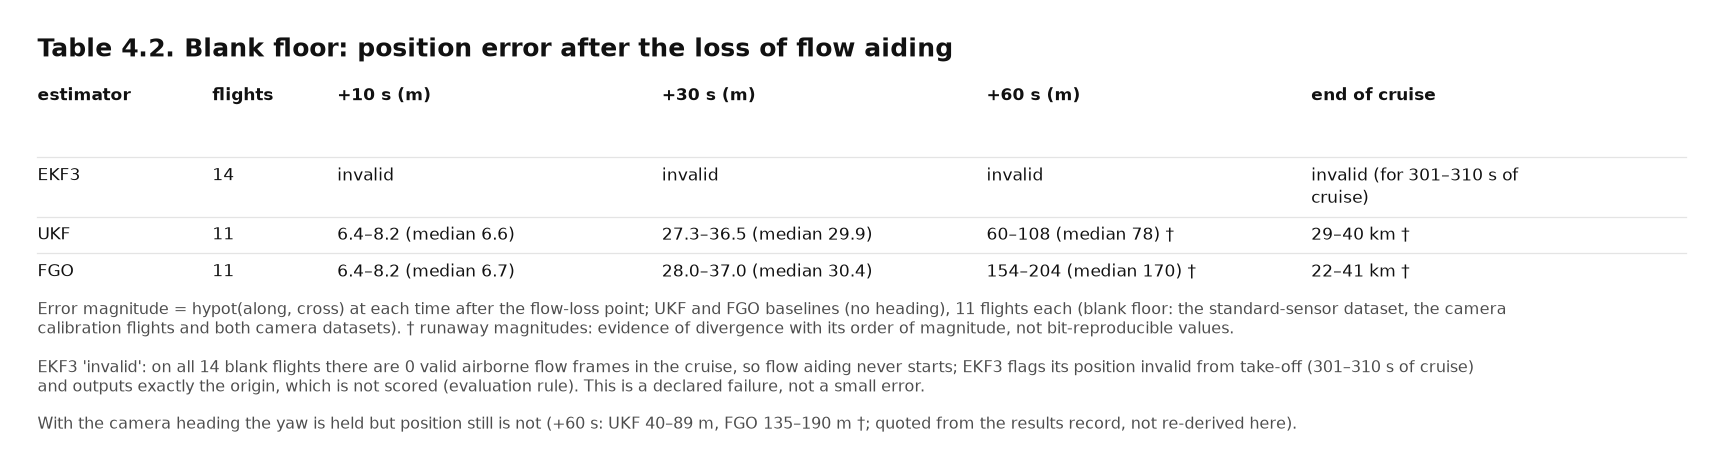 Table 4.2. Blank floor: position error after the loss of flow aiding
estimator flights +10 s (m) +30 s (m) +60 s (m) end of cruise
EKF3 14 invalid invalid invalid invalid (for 301–310 s of
cruise)
UKF 11 6.4–8.2 (median 6.6) 27.3–36.5 (median 29.9) 60–108 (median 78) † 29–40 km †
FGO 11 6.4–8.2 (median 6.7) 28.0–37.0 (median 30.4) 154–204 (median 170) † 22–41 km †
Error magnitude = hypot(along, cross) at each time after the flow-loss point; UKF and FGO baselines (no heading), 11 flights each (blank floor: the standard-sensor dataset, the camera
calibration flights and both camera datasets). † runaway magnitudes: evidence of divergence with its order of magnitude, not bit-reproducible values.
EKF3 'invalid': on all 14 blank flights there are 0 valid airborne flow frames in the cruise, so flow aiding never starts; EKF3 flags its position invalid from take-off (301–310 s of cruise)
and outputs exactly the origin, which is not scored (evaluation rule). This is a declared failure, not a small error.
With the camera heading the yaw is held but position still is not (+60 s: UKF 40–89 m, FGO 135–190 m †; quoted from the results record, not re-derived here).